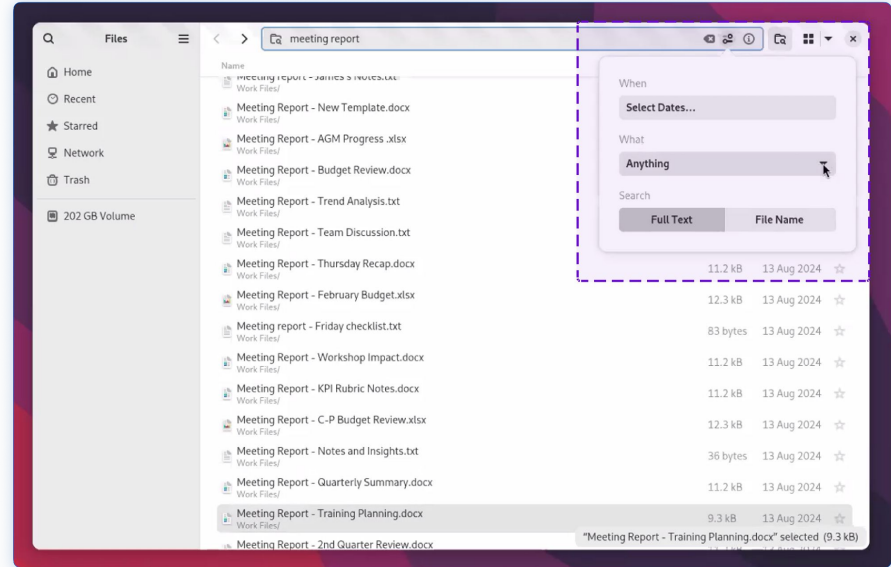 Files
meeting report
Home
Recent
Starred
Network
Trash
202 GB Volume
Name
Meeting report - James's Notes.txt
Work Files/
Meeting Report - New Template.docx
Work Files/
Meeting Report - AGM Progress .xlsx
Work Files/
Meeting Report - Budget Review.docx
Work Files/
Meeting Report - Trend Analysis.txt
Work Files/
Meeting Report - Team Discussion.txt
Work Files/
Meeting Report - Thursday Recap.docx
Work Files/
11.2 kB 13 Aug 2024
Meeting Report - February Budget.xlsx
Work Files/
12.3 kB 13 Aug 2024
Meeting report - Friday checklist.txt
Work Files/
83 bytes 13 Aug 2024
Meeting Report - Workshop Impact.docx
Work Files/
11.2 kB 13 Aug 2024
Meeting Report - KPI Rubric Notes.docx
Work Files/
11.2 kB 13 Aug 2024
Meeting Report - C-P Budget Review.xlsx
Work Files/
12.3 kB 13 Aug 2024
Meeting Report - Notes and Insights.txt
Work Files/
36 bytes 13 Aug 2024
Meeting Report - Quarterly Summary.docx
Work Files/
11.2 kB 13 Aug 2024
Meeting Report - Training Planning.docx
Work Files/
9.3 kB 13 Aug 2024
Meeting Report - 2nd Quarter Review.docx
When
Select Dates...
What
Anything
Search
Full Text File Name
"Meeting Report - Training Planning.docx" selected (9.3 kB)